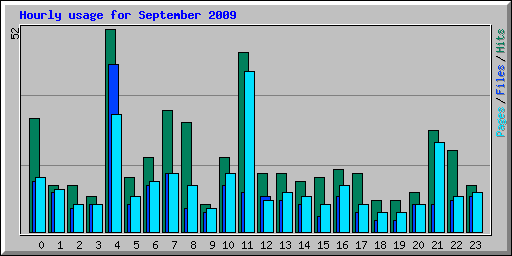 Hourly usage for September 2009
52
Pages/Files/Hits
0 1 2 3 4 5 6 7 8 9 10 11 12 13 14 15 16 17 18 19 20 21 22 23